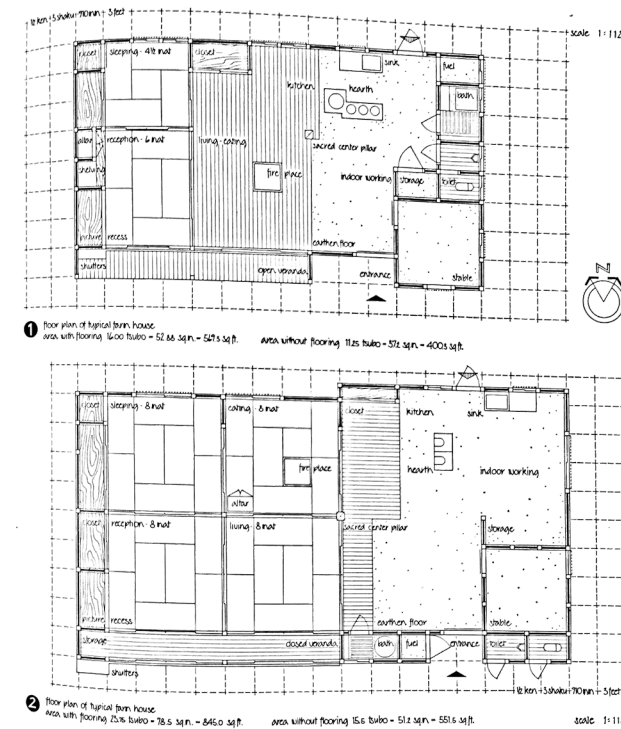 ½ ken = 3 shaku = 910 mm ÷ 3 feet
scale 1:112
closet
sleeping - 4½ mat
closet
sink
fuel
kitchen
hearth
bath
altar
reception - 6 mat
living - eating
sacred center pillar
shelving
fire place
indoor working
storage
toilet
picture recess
earthen floor
shutters
open veranda
entrance
stable
N
1 floor plan of typical farm house
area with flooring 16.00 tsubo = 52.88 sq.m. = 569.3 sq.ft. area without flooring 11.25 tsubo = 37.2 sq.m. = 400.3 sq.ft.
closet
sleeping - 8 mat
eating - 8 mat
closet
kitchen
sink
fire place
hearth
indoor working
altar
closet
reception - 8 mat
living - 8 mat
sacred center pillar
storage
picture recess
earthen floor
stable
storage
closed veranda
bath
fuel
entrance
toilet
shutters
½ ken = 3 shaku = 910 mm ÷ 3 feet
2 floor plan of typical farm house
area with flooring 23.75 tsubo = 78.5 sq.m. = 845.0 sq.ft. area without flooring 15.5 tsubo = 51.2 sq.m. = 551.5 sq.ft.
scale 1:11